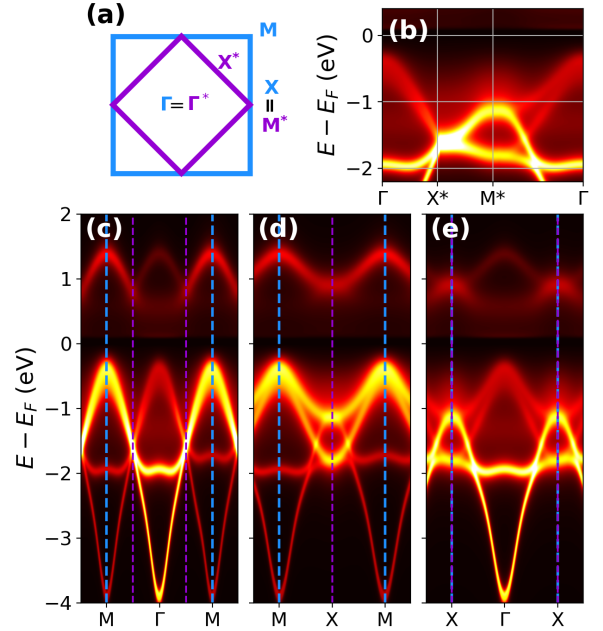 (a)
M
X*
X
=
Γ=Γ*
M*
(b)
E − E_F (eV)
0
−1
−2
Γ X* M* Γ
(c) (d) (e)
E − E_F (eV)
2
1
0
−1
−2
−3
−4
M Γ M M X M X Γ X